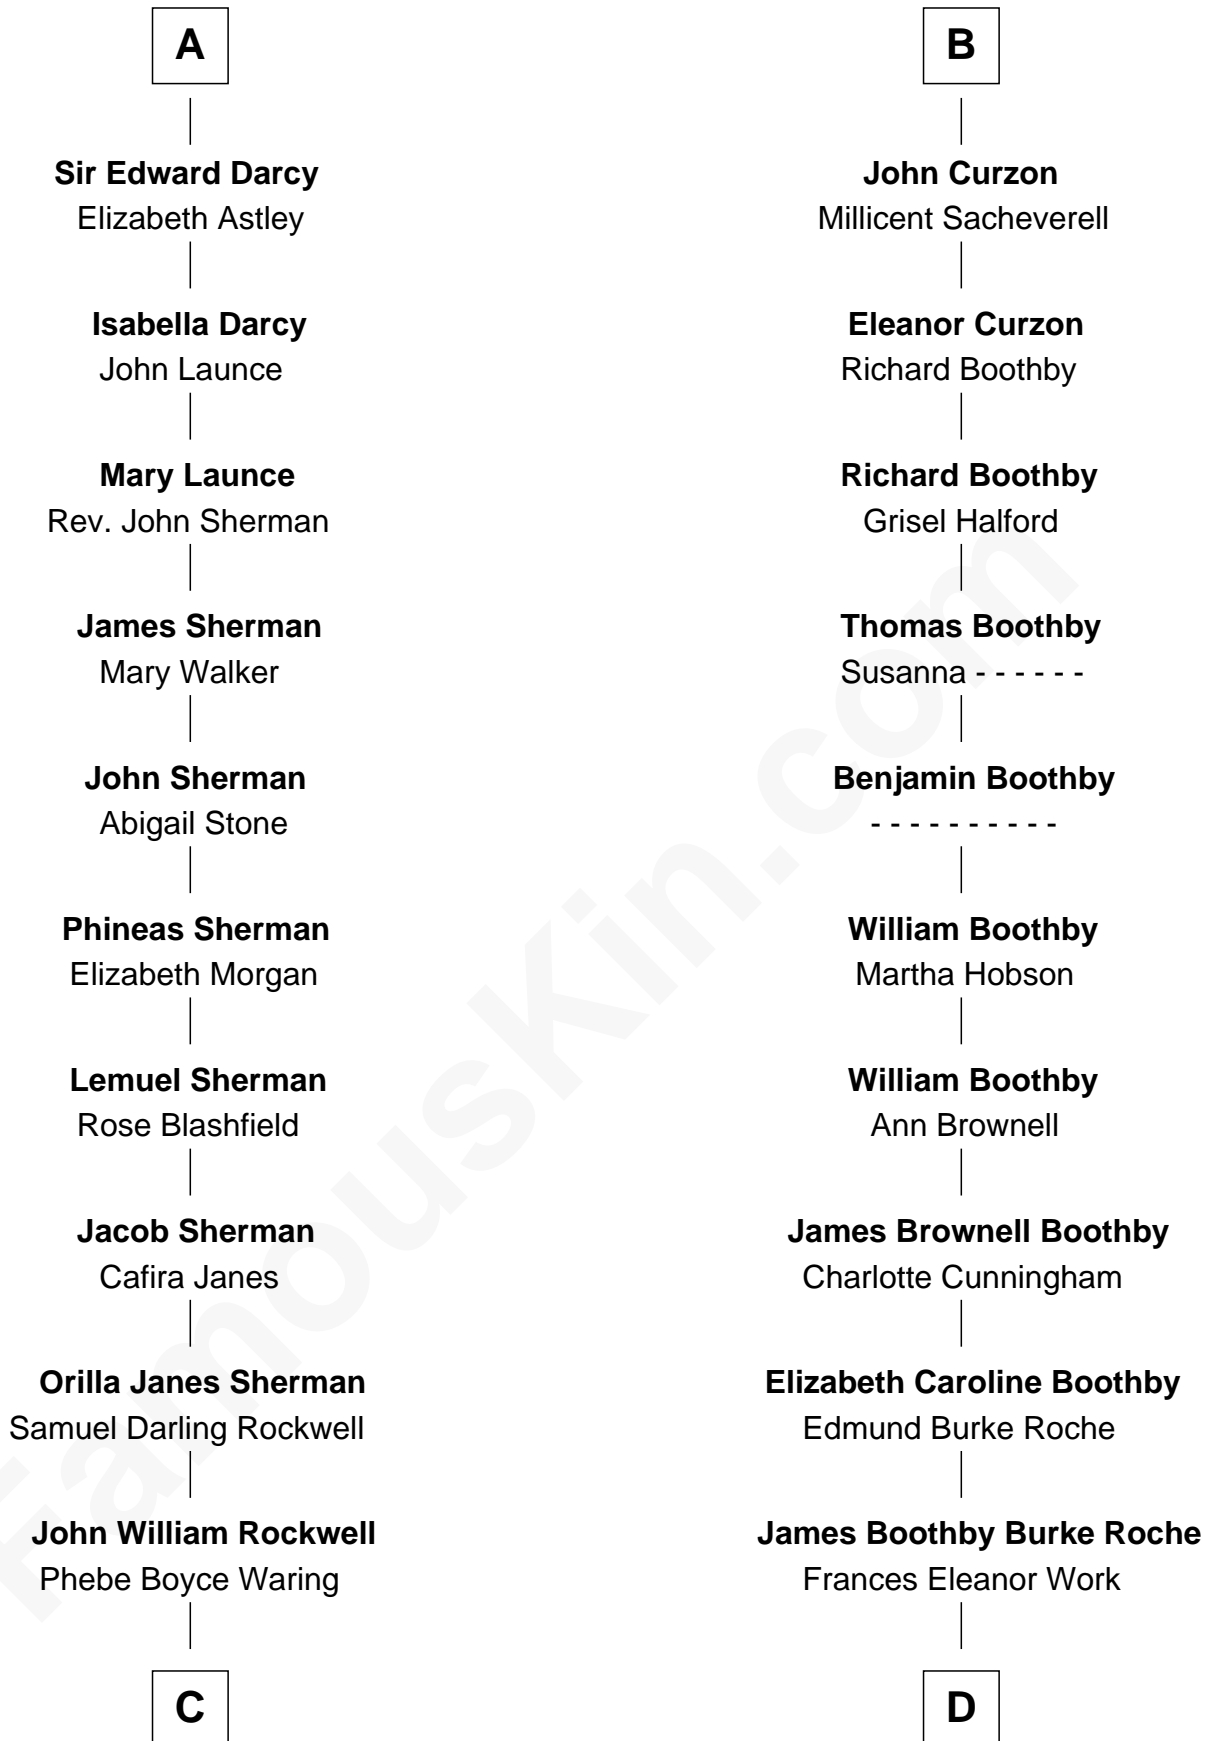 A
Sir Edward Darcy
Elizabeth Astley
Isabella Darcy
John Launce
Mary Launce
Rev. John Sherman
James Sherman
Mary Walker
John Sherman
Abigail Stone
Phineas Sherman
Elizabeth Morgan
Lemuel Sherman
Rose Blashfield
Jacob Sherman
Cafira Janes
Orilla Janes Sherman
Samuel Darling Rockwell
John William Rockwell
Phebe Boyce Waring
C
B
John Curzon
Millicent Sacheverell
Eleanor Curzon
Richard Boothby
Richard Boothby
Grisel Halford
Thomas Boothby
Susanna - - - - - -
Benjamin Boothby
- - - - - - - - - -
William Boothby
Martha Hobson
William Boothby
Ann Brownell
James Brownell Boothby
Charlotte Cunningham
Elizabeth Caroline Boothby
Edmund Burke Roche
James Boothby Burke Roche
Frances Eleanor Work
D
FamousKin.com